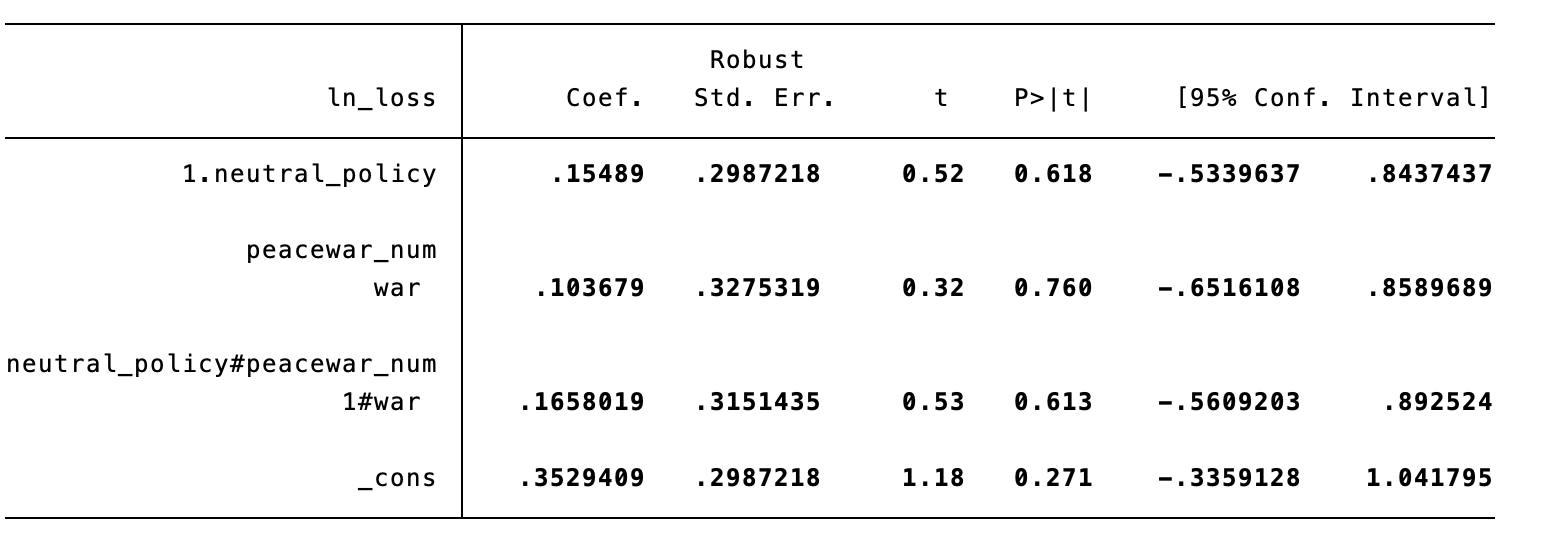 Robust
ln_loss Coef. Std. Err. t P>|t| [95% Conf. Interval]
1.neutral_policy .15489 .2987218 0.52 0.618 -.5339637 .8437437
peacewar_num
war .103679 .3275319 0.32 0.760 -.6516108 .8589689
neutral_policy#peacewar_num
1#war .1658019 .3151435 0.53 0.613 -.5609203 .892524
_cons .3529409 .2987218 1.18 0.271 -.3359128 1.041795